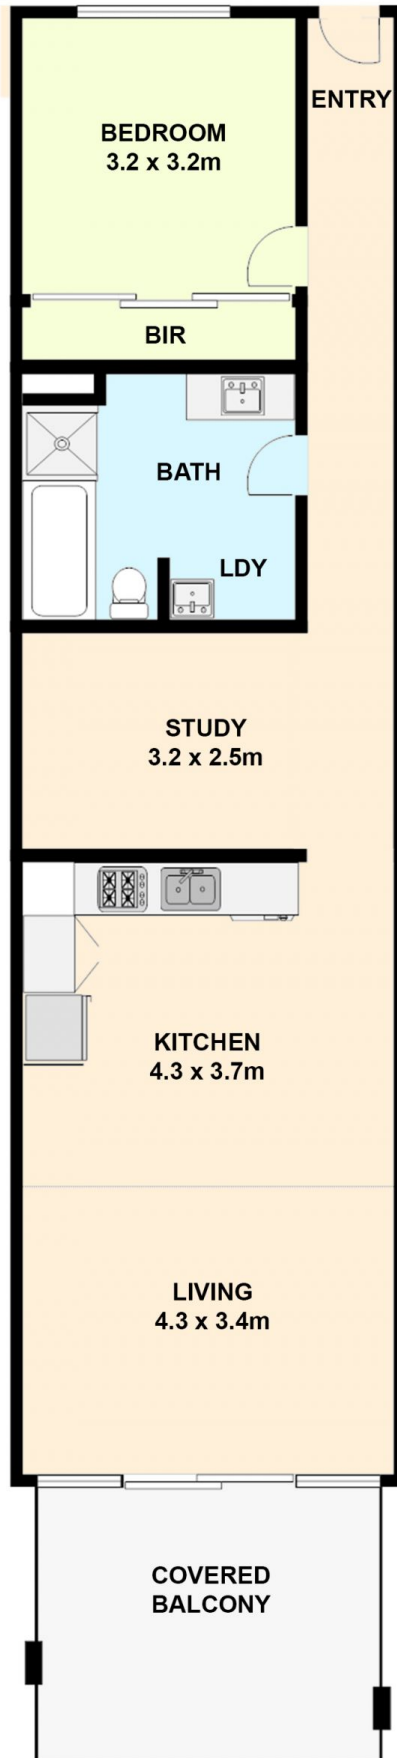 ENTRY
BEDROOM
3.2 x 3.2m
BIR
BATH
LDY
STUDY
3.2 x 2.5m
KITCHEN
4.3 x 3.7m
LIVING
4.3 x 3.4m
COVERED
BALCONY